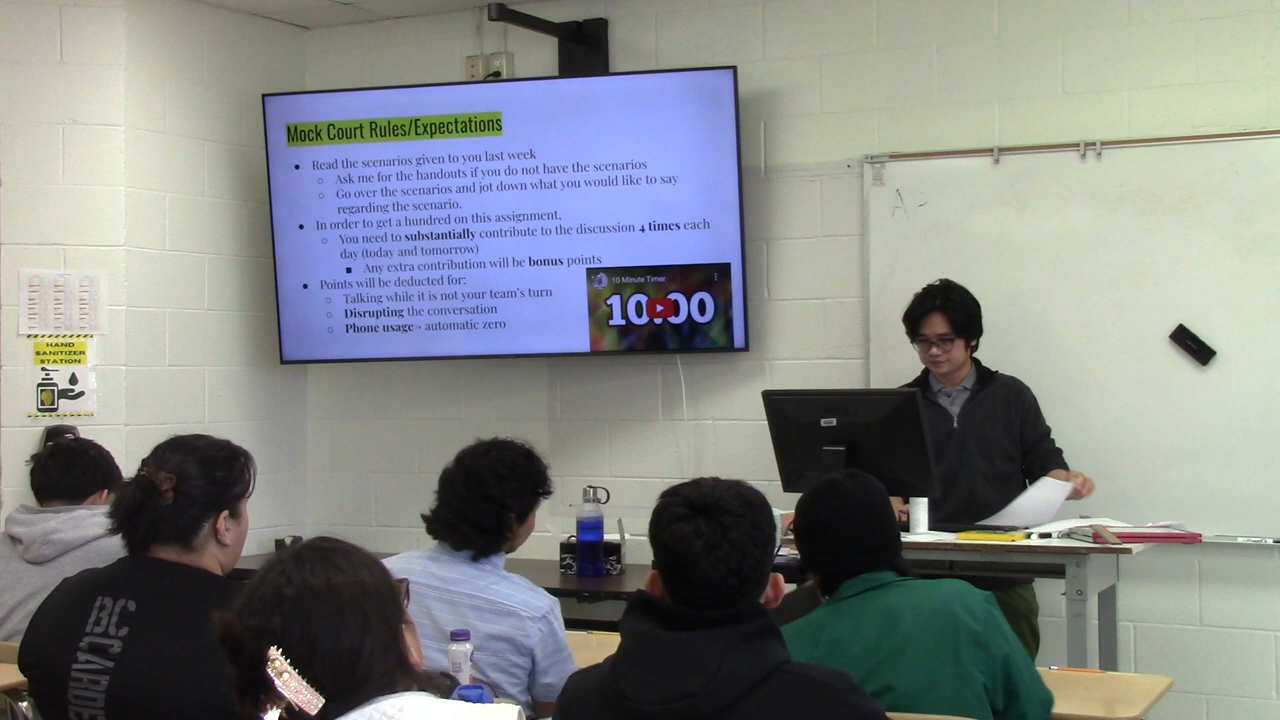 Mock Court Rules/Expectations
Read the scenarios given to you last week
Ask me for the handouts if you do not have the scenarios
Go over the scenarios and jot down what you would like to say
regarding the scenario.
In order to get a hundred on this assignment,
You need to substantially contribute to the discussion 4 times each
day (today and tomorrow)
Any extra contribution will be bonus points
Points will be deducted for:
Talking while it is not your team's turn
Disrupting the conversation
Phone usage→ automatic zero
10 Minute Timer
10:00
A-
HAND
SANITIZER
STATION